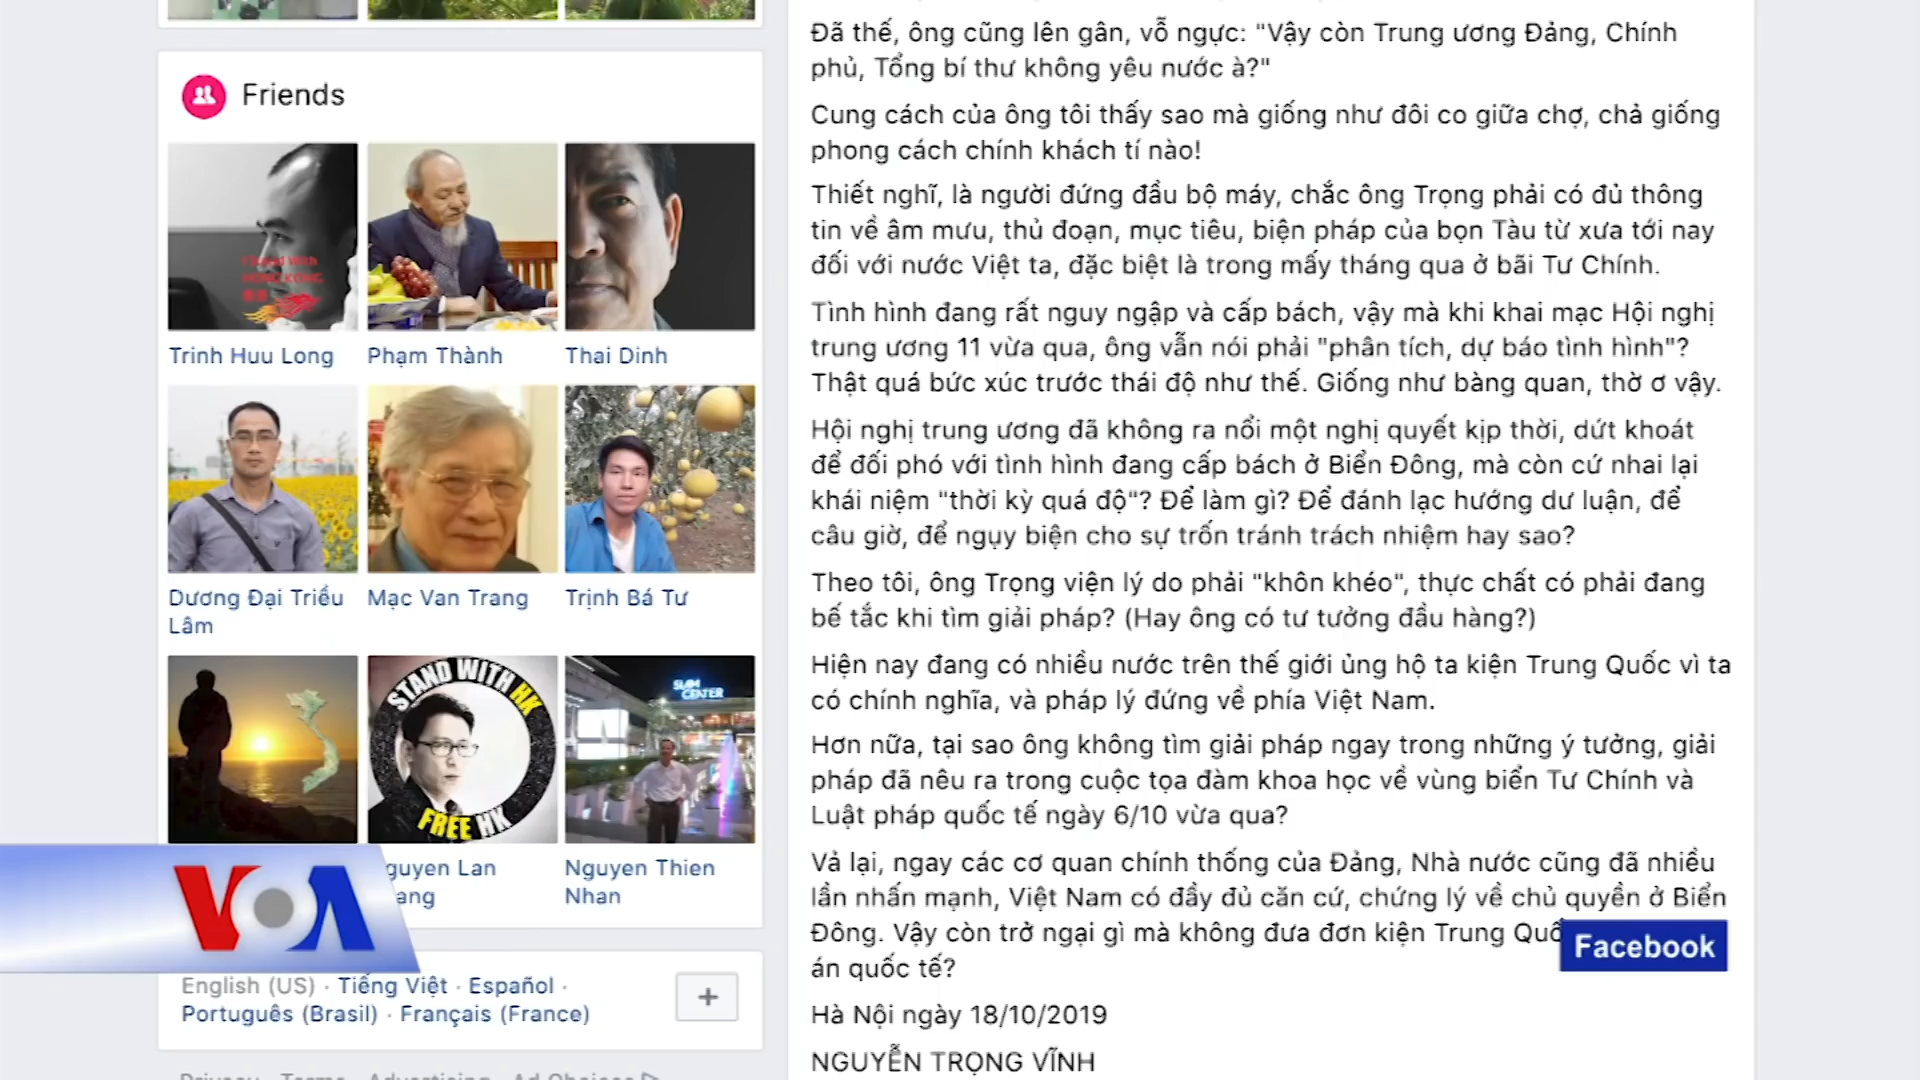 Friends
I Stand With
HONG KONG
Trinh Huu Long
Phạm Thành
Thai Dinh
Dương Đại Triều
Lâm
Mạc Van Trang
Trịnh Bá Tư
STAND WITH HK
FREE HK
SLAM
CENTER
guyen Lan
ang
Nguyen Thien
Nhan
VOA
English (US) · Tiếng Việt · Español ·
Português (Brasil) · Français (France)
+
Privacy · Terms · Advertising · Ad Choices
Đã thế, ông cũng lên gân, vỗ ngực: "Vậy còn Trung ương Đảng, Chính
phủ, Tổng bí thư không yêu nước à?"
Cung cách của ông tôi thấy sao mà giống như đôi co giữa chợ, chả giống
phong cách chính khách tí nào!
Thiết nghĩ, là người đứng đầu bộ máy, chắc ông Trọng phải có đủ thông
tin về âm mưu, thủ đoạn, mục tiêu, biện pháp của bọn Tàu từ xưa tới nay
đối với nước Việt ta, đặc biệt là trong mấy tháng qua ở bãi Tư Chính.
Tình hình đang rất nguy ngập và cấp bách, vậy mà khi khai mạc Hội nghị
trung ương 11 vừa qua, ông vẫn nói phải "phân tích, dự báo tình hình"?
Thật quá bức xúc trước thái độ như thế. Giống như bàng quan, thờ ơ vậy.
Hội nghị trung ương đã không ra nổi một nghị quyết kịp thời, dứt khoát
để đối phó với tình hình đang cấp bách ở Biển Đông, mà còn cứ nhai lại
khái niệm "thời kỳ quá độ"? Để làm gì? Để đánh lạc hướng dư luận, để
câu giờ, để ngụy biện cho sự trốn tránh trách nhiệm hay sao?
Theo tôi, ông Trọng viện lý do phải "khôn khéo", thực chất có phải đang
bế tắc khi tìm giải pháp? (Hay ông có tư tưởng đầu hàng?)
Hiện nay đang có nhiều nước trên thế giới ủng hộ ta kiện Trung Quốc vì ta
có chính nghĩa, và pháp lý đứng về phía Việt Nam.
Hơn nữa, tại sao ông không tìm giải pháp ngay trong những ý tưởng, giải
pháp đã nêu ra trong cuộc tọa đàm khoa học về vùng biển Tư Chính và
Luật pháp quốc tế ngày 6/10 vừa qua?
Vả lại, ngay các cơ quan chính thống của Đảng, Nhà nước cũng đã nhiều
lần nhấn mạnh, Việt Nam có đầy đủ căn cứ, chứng lý về chủ quyền ở Biển
Đông. Vậy còn trở ngại gì mà không đưa đơn kiện Trung Quố
án quốc tế?
Facebook
Hà Nội ngày 18/10/2019
NGUYỄN TRỌNG VĨNH